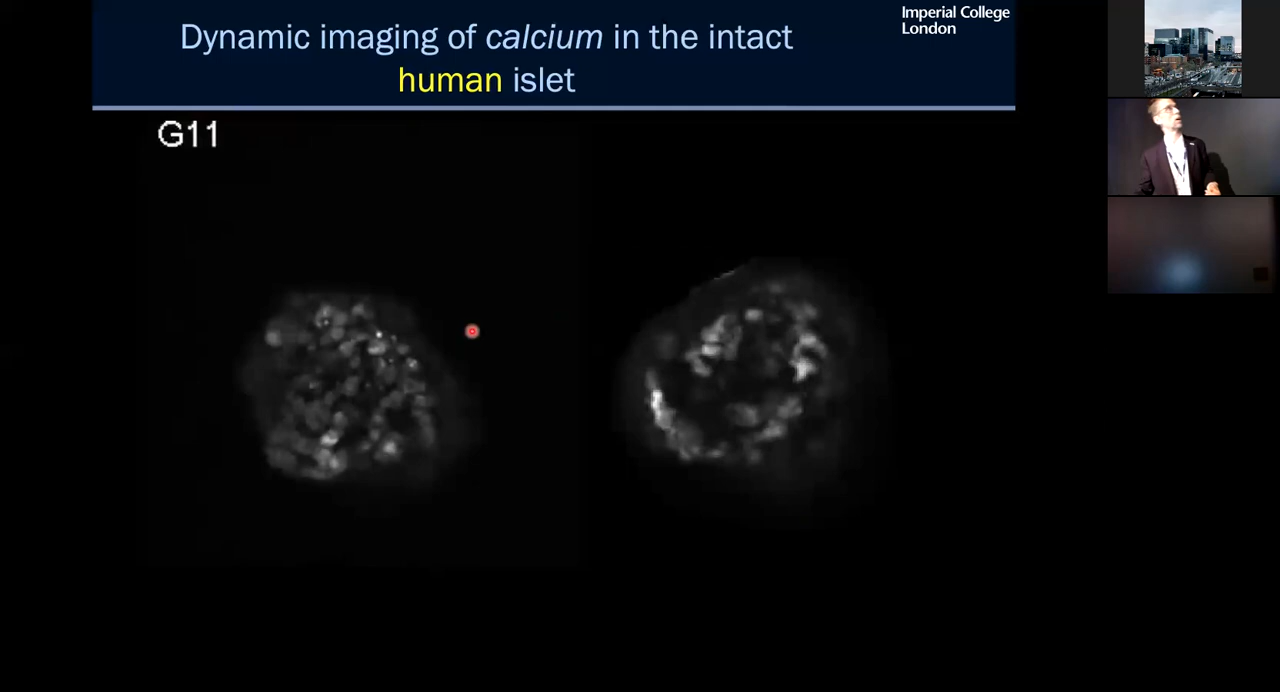 Dynamic imaging of calcium in the intact
human islet
Imperial College
London
G11